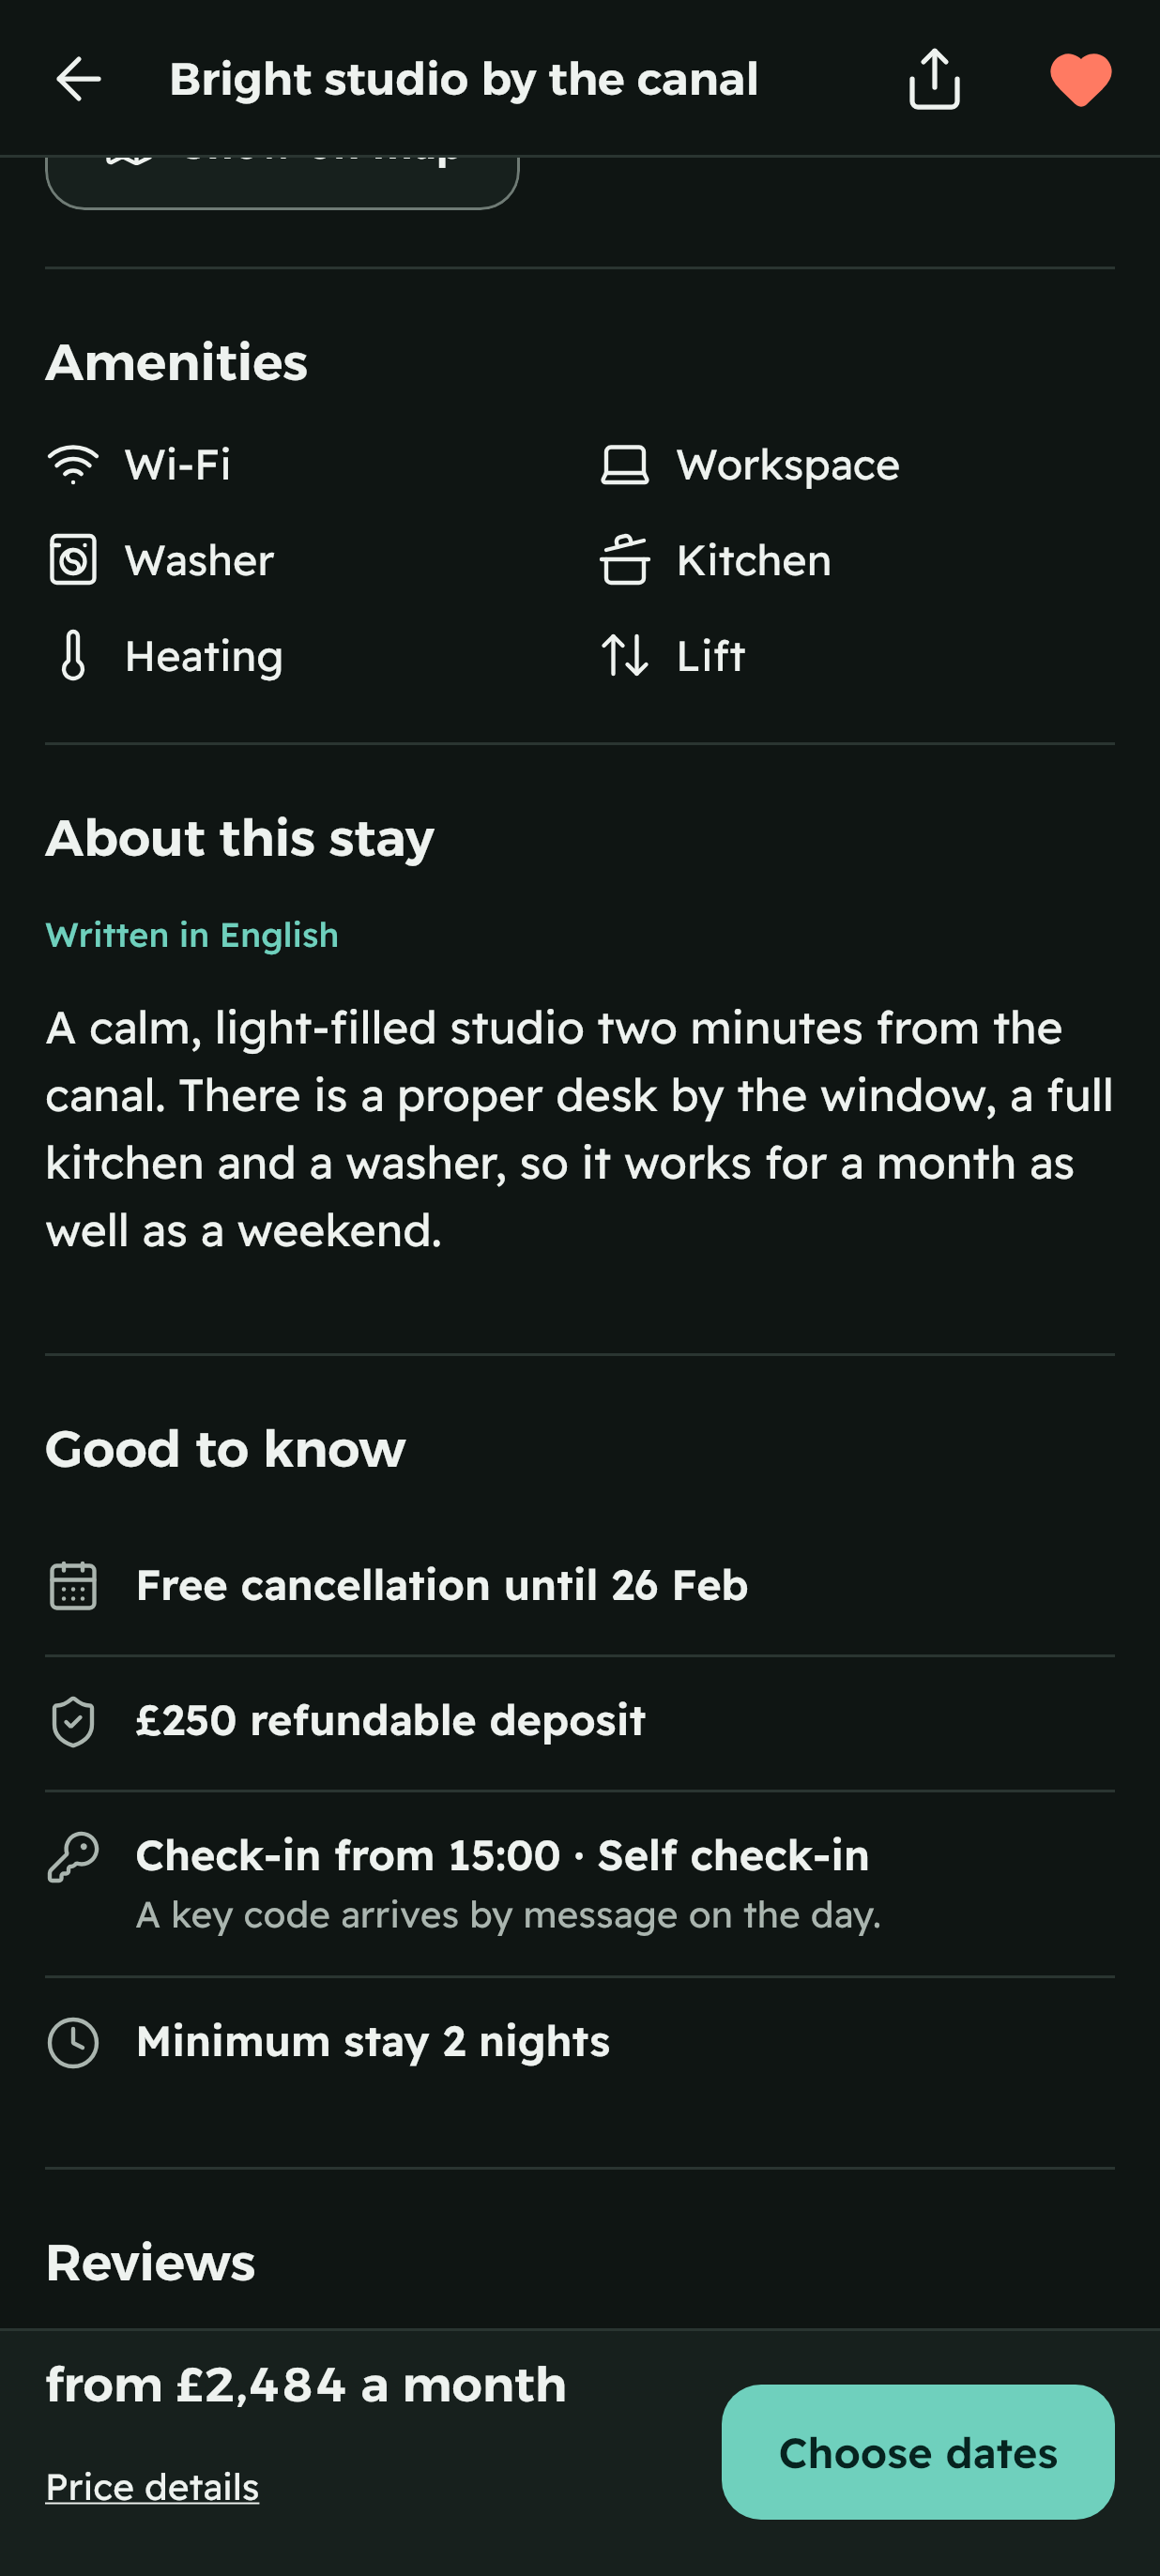 Bright studio by the canal
Show on map
Amenities
Wi-Fi
Workspace
Washer
Kitchen
Heating
Lift
About this stay
Written in English
A calm, light-filled studio two minutes from the
canal. There is a proper desk by the window, a full
kitchen and a washer, so it works for a month as
well as a weekend.
Good to know
Free cancellation until 26 Feb
£250 refundable deposit
Check-in from 15:00 · Self check-in
A key code arrives by message on the day.
Minimum stay 2 nights
Reviews
from £2,484 a month
Price details
Choose dates